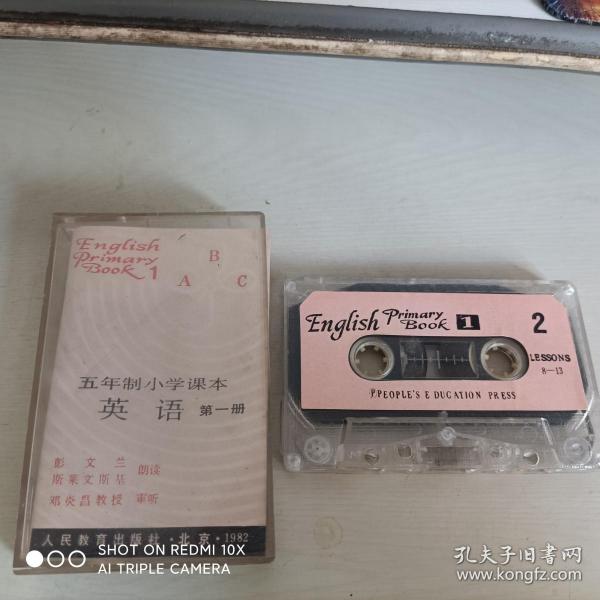 English
Primary
Book 1
A B C
五年制小学课本
英语 第一册
彭文兰
斯莱文斯基 朗读
邓炎昌教授 审听
人民教育出版社·北京·1982
English Primary Book 1
2
LESSONS
8—13
P.PEOPLE'S E DUCATION PRESS
SHOT ON REDMI 10X
AI TRIPLE CAMERA
孔夫子旧书网
www.kongfz.com